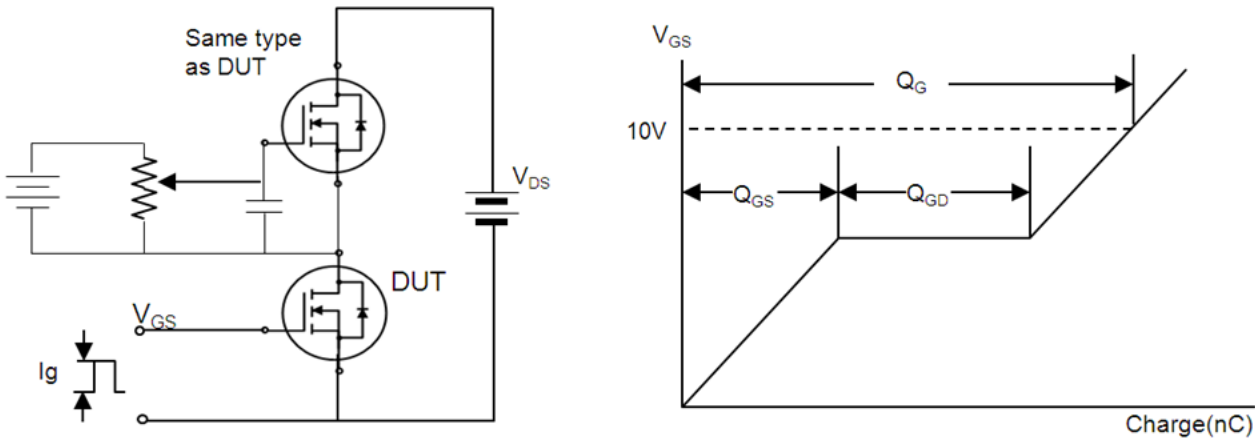 Same type
as DUT
V_DS
DUT
V_GS
Ig
V_GS
Q_G
10V
Q_GS
Q_GD
Charge(nC)